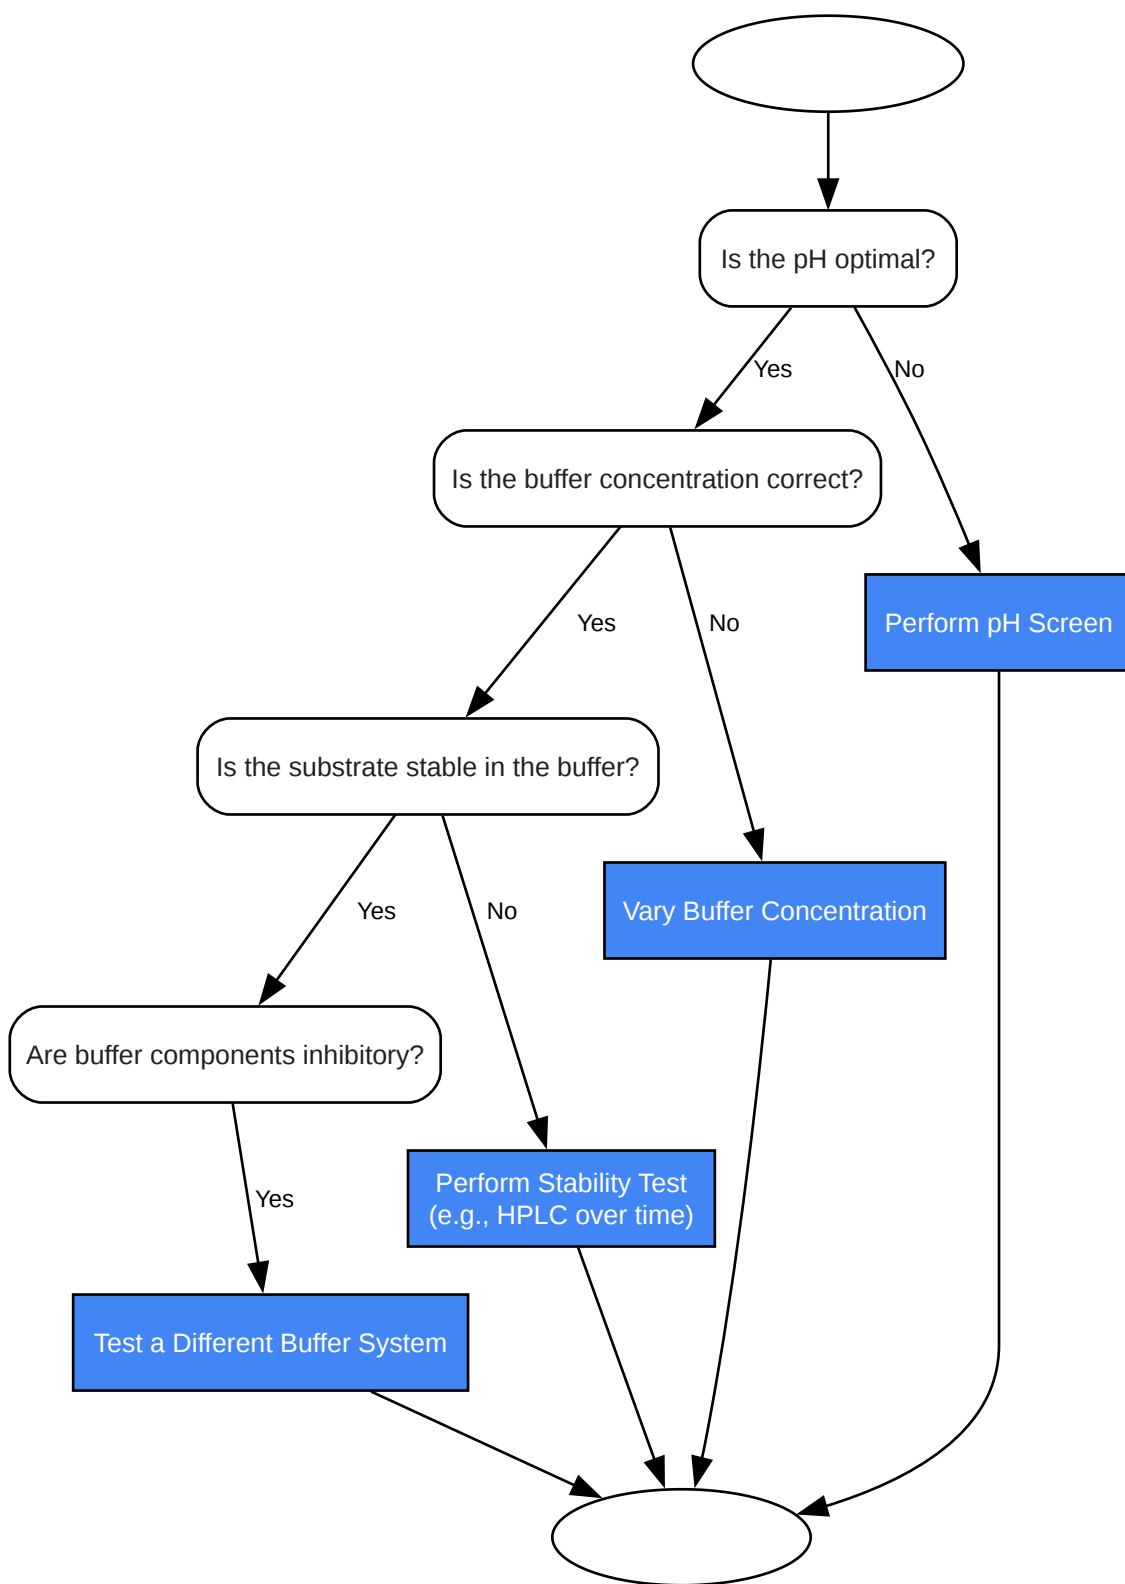 Is the pH optimal?
Yes
No
Is the buffer concentration correct?
Yes
No
Perform pH Screen
Is the substrate stable in the buffer?
Yes
No
Vary Buffer Concentration
Are buffer components inhibitory?
Yes
Perform Stability Test
(e.g., HPLC over time)
Test a Different Buffer System